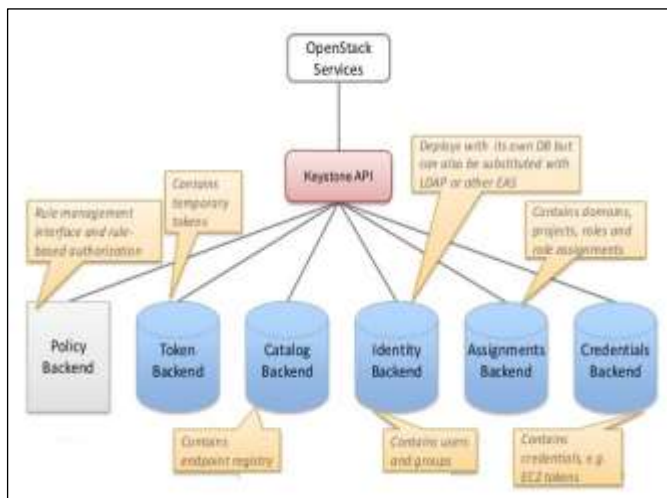 OpenStack
Services
Keystone API
Deploys with its own DB but
can also be substituted with
LDAP or other EAS
Contains
temporary
tokens
Rule management
interface and rule-
based authorization
Contains domains,
projects, roles and
role assignments
Policy
Backend
Token
Backend
Catalog
Backend
Identity
Backend
Assignments
Backend
Credentials
Backend
Contains
endpoint registry
Contains users
and groups
Contains
credentials, e.g.
EC2 tokens